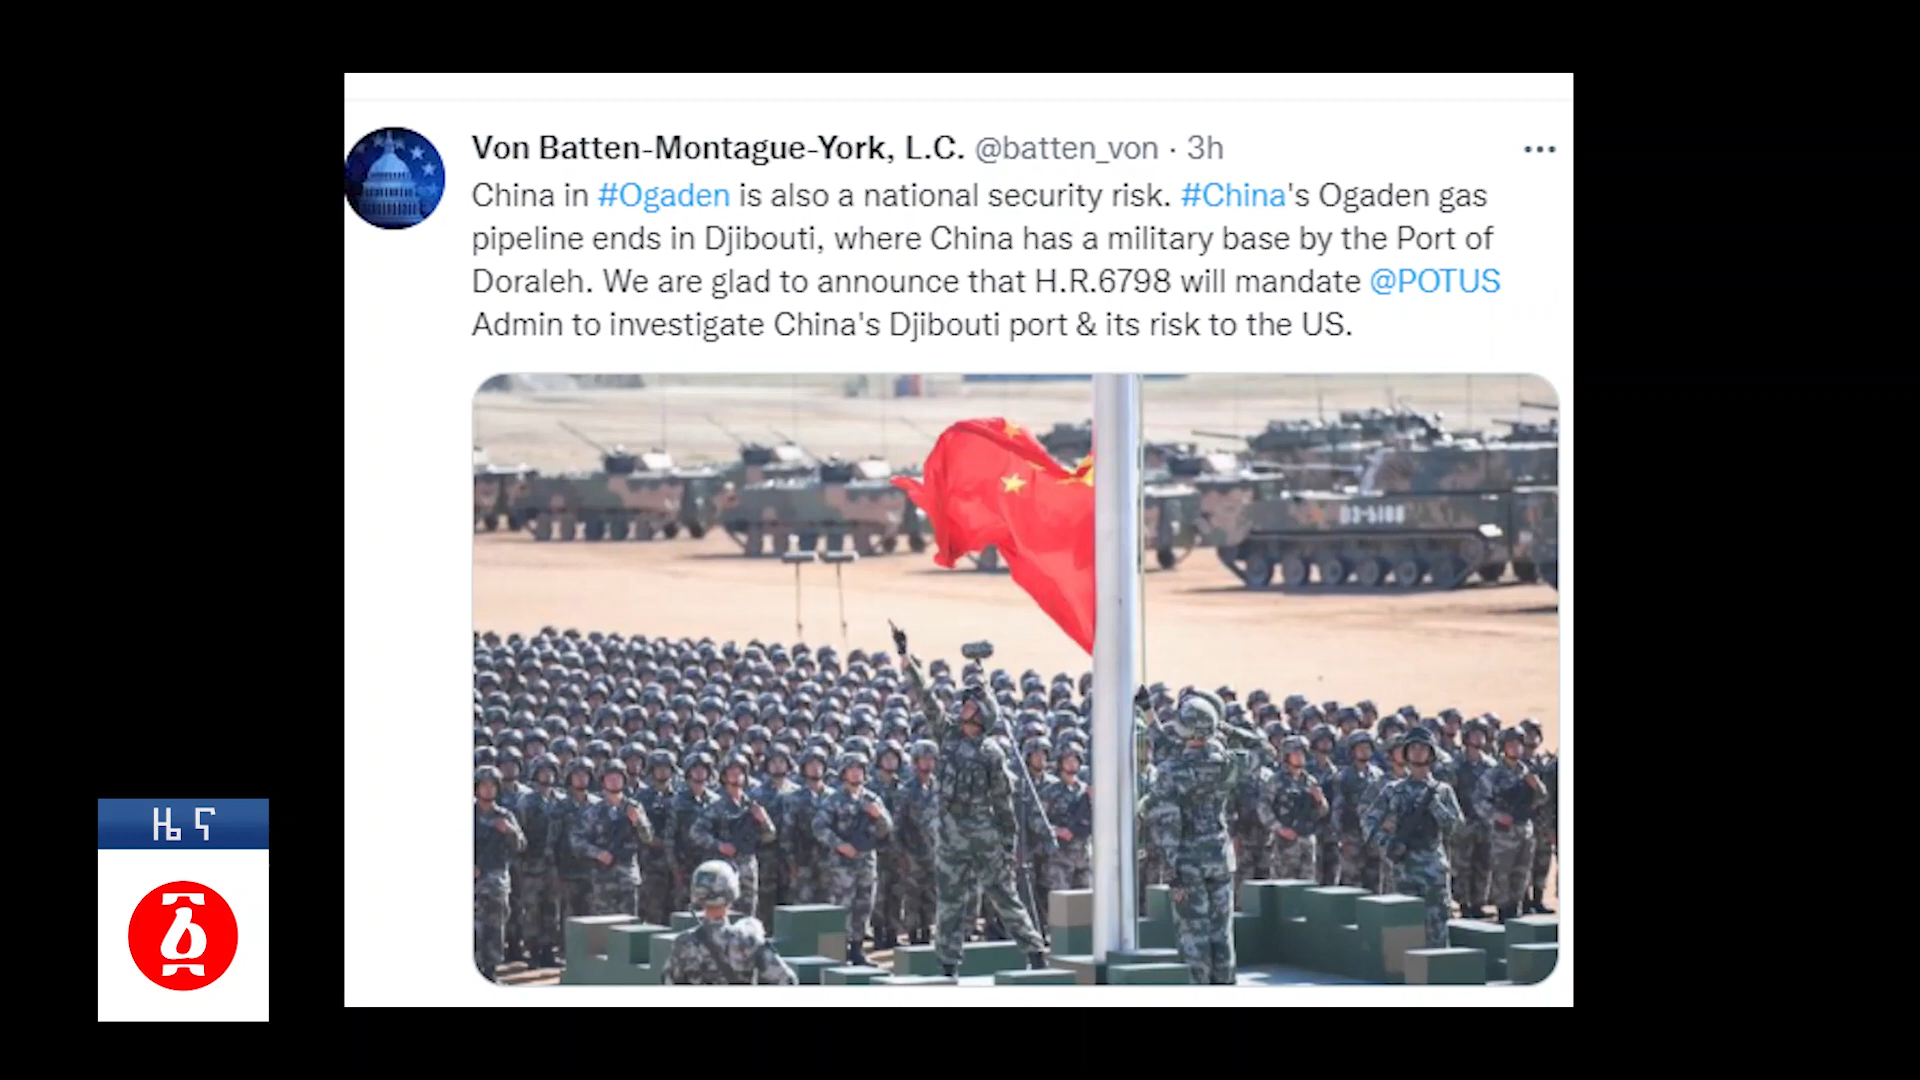 Von Batten-Montague-York, L.C. @batten_von · 3h
China in #Ogaden is also a national security risk. #China's Ogaden gas
pipeline ends in Djibouti, where China has a military base by the Port of
Doraleh. We are glad to announce that H.R.6798 will mandate @POTUS
Admin to investigate China's Djibouti port & its risk to the US.
ዜና